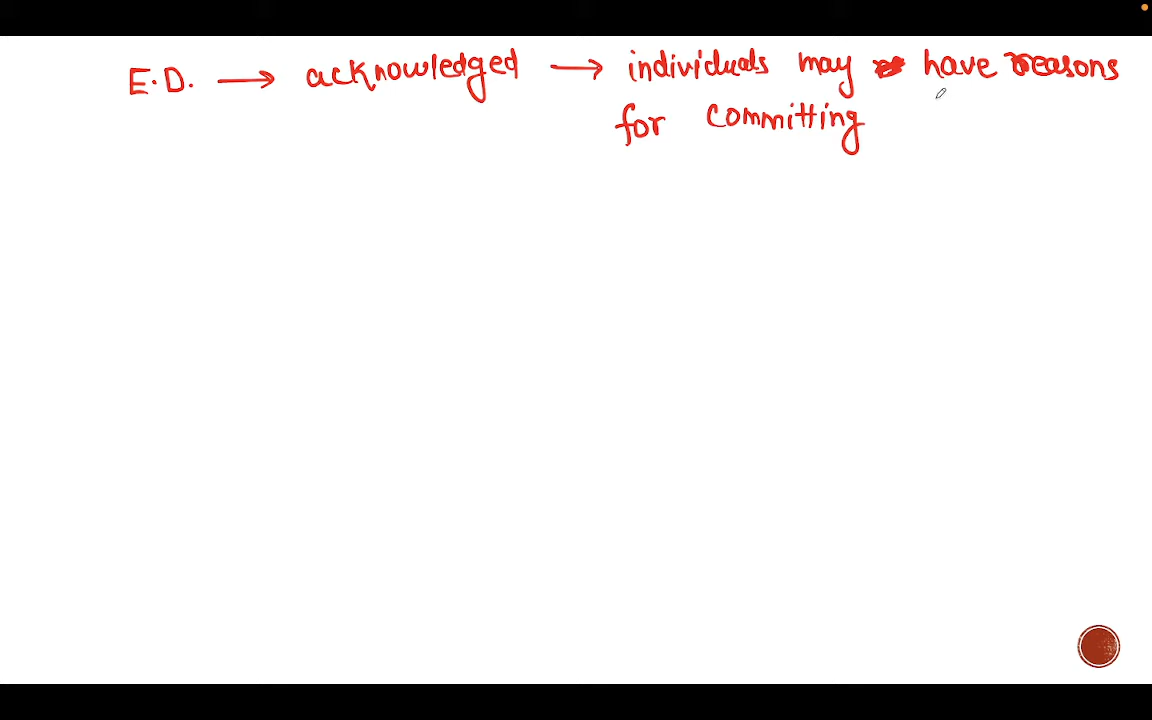 E.D. → acknowledged → individuals may have reasons
for committing